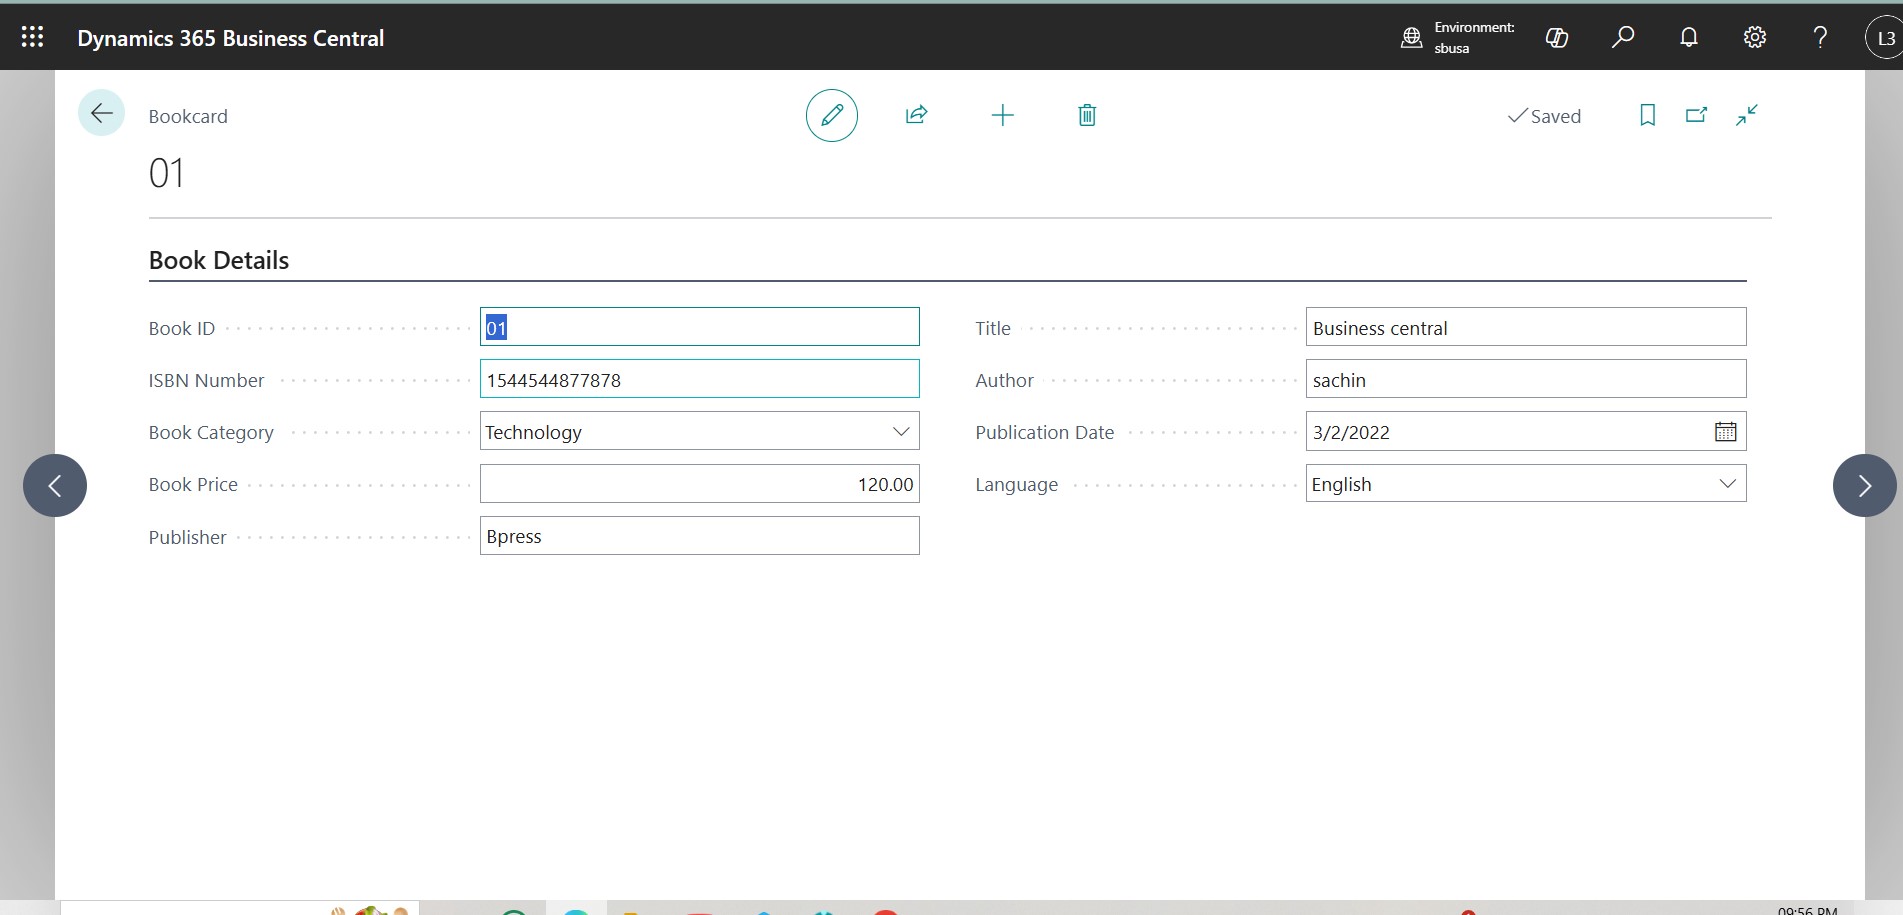 Dynamics 365 Business Central
Environment:
sbusa
L3
Bookcard
Saved
01
Book Details
Book ID 01
Title Business central
ISBN Number 1544544877878
Author sachin
Book Category Technology
Publication Date 3/2/2022
Book Price 120.00
Language English
Publisher Bpress
09:56 PM